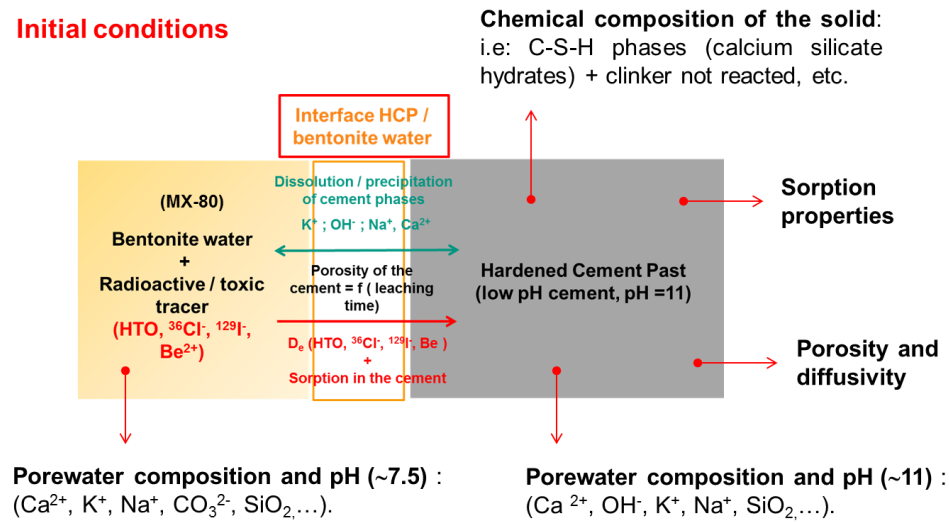 Initial conditions
Chemical composition of the solid:
i.e: C-S-H phases (calcium silicate
hydrates) + clinker not reacted, etc.
Interface HCP /
bentonite water
(MX-80)
Bentonite water
+
Radioactive / toxic
tracer
(HTO, ³⁶Cl⁻, ¹²⁹I⁻,
Be²⁺)
Dissolution / precipitation
of cement phases
K⁺ ; OH⁻ ; Na⁺, Ca²⁺
Porosity of the
cement = f ( leaching
time)
Dₑ (HTO, ³⁶Cl⁻, ¹²⁹I⁻, Be )
+
Sorption in the cement
Hardened Cement Past
(low pH cement, pH =11)
Sorption
properties
Porosity and
diffusivity
Porewater composition and pH (~7.5) :
(Ca²⁺, K⁺, Na⁺, CO₃²⁻, SiO₂,…).
Porewater composition and pH (~11) :
(Ca ²⁺, OH⁻, K⁺, Na⁺, SiO₂,…).